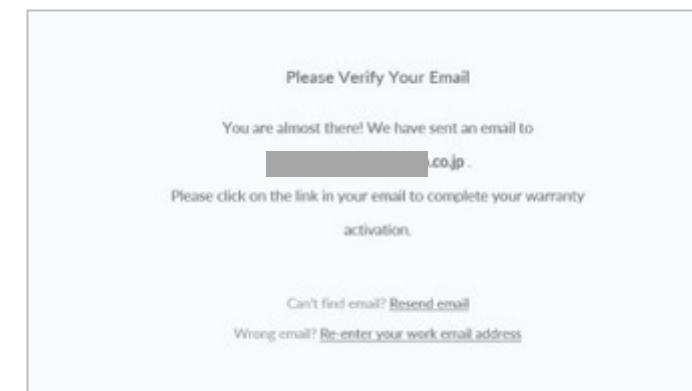 Please Verify Your Email
You are almost there! We have sent an email to
.co.jp .
Please click on the link in your email to complete your warranty
activation.
Can't find email? Resend email
Wrong email? Re-enter your work email address